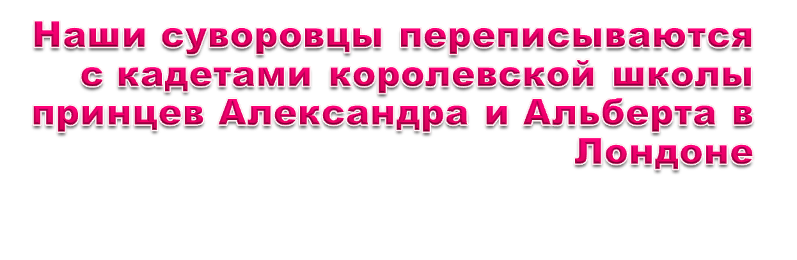 Наши суворовцы переписываются
с кадетами королевской школы
принцев Александра и Альберта в
Лондоне